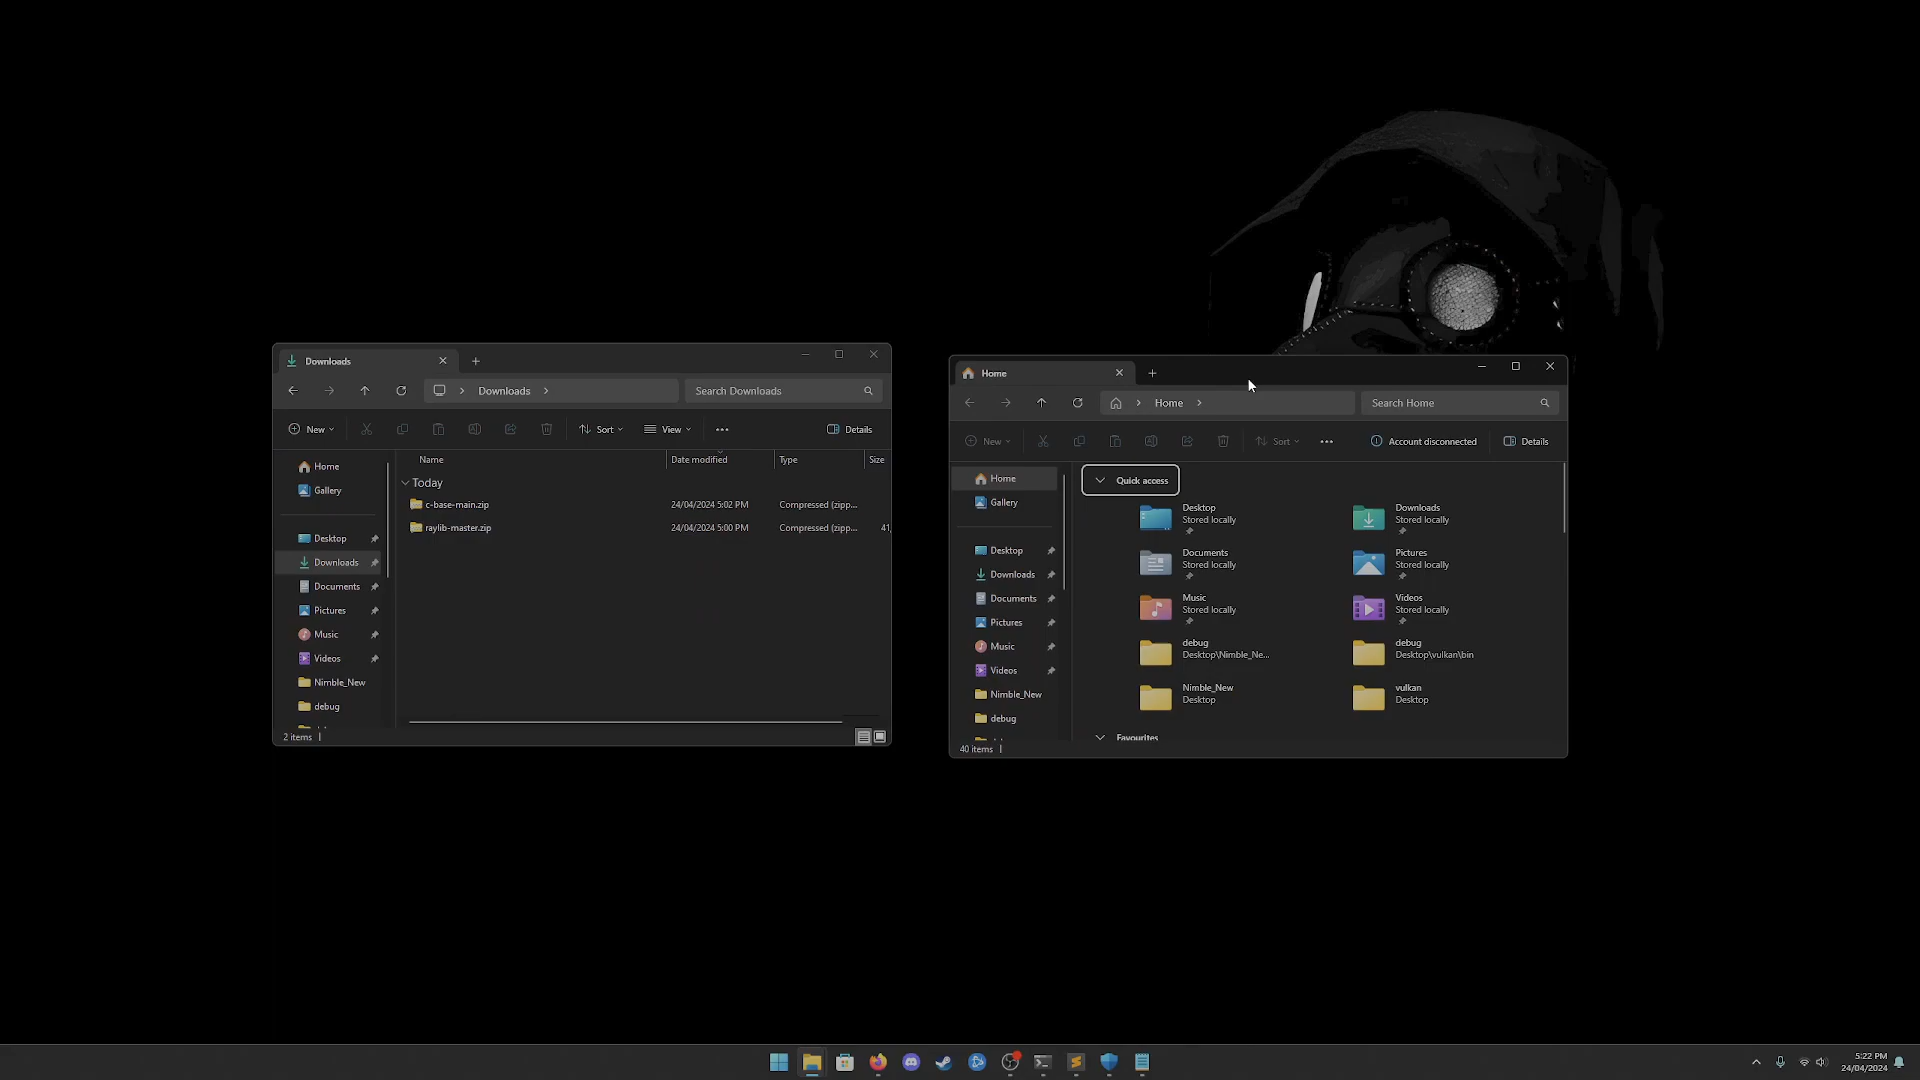 Downloads
Downloads
Search Downloads
New
Sort
View
Details
Home
Gallery
Desktop
Downloads
Documents
Pictures
Music
Videos
Nimble_New
debug
Name
Date modified
Type
Size
Today
c-base-main.zip
24/04/2024 5:02 PM
Compressed (zipp...
raylib-master.zip
24/04/2024 5:00 PM
Compressed (zipp...
41,
2 items
Home
Home
Search Home
New
Sort
Account disconnected
Details
Home
Gallery
Desktop
Downloads
Documents
Pictures
Music
Videos
Nimble_New
debug
Quick access
Desktop
Stored locally
Downloads
Stored locally
Documents
Stored locally
Pictures
Stored locally
Music
Stored locally
Videos
Stored locally
debug
Desktop\Nimble_Ne...
debug
Desktop\vulkan\bin
Nimble_New
Desktop
vulkan
Desktop
Favourites
40 items
5:22 PM
24/04/2024